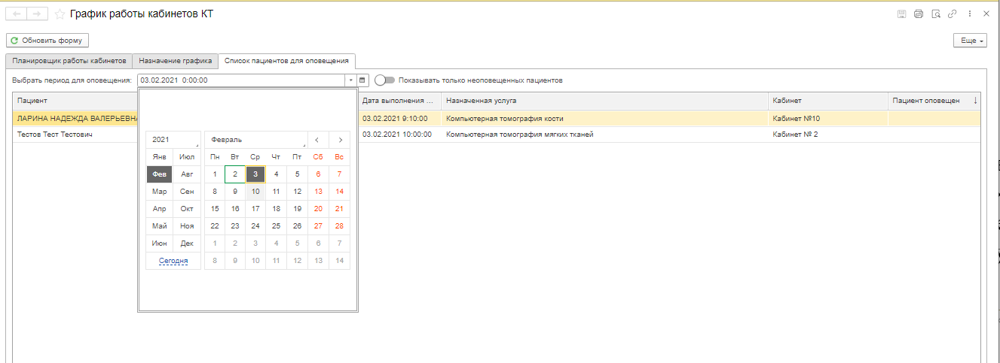 График работы кабинетов КТ
Обновить форму
Еще
Планировщик работы кабинетов Назначение графика Список пациентов для оповещения
Выбрать период для оповещения: 03.02.2021 0:00:00 Показывать только неоповещенных пациентов
Пациент Дата выполнения ... Назначенная услуга Кабинет Пациент оповещен ↓
ЛАРИНА НАДЕЖДА ВАЛЕРЬЕВНА 03.02.2021 9:10:00 Компьютерная томография кости Кабинет №10
Тестов Тест Тестович 03.02.2021 10:00:00 Компьютерная томография мягких тканей Кабинет № 2
2021 Февраль
Янв Июл Пн Вт Ср Чт Пт Сб Вс
Фев Авг 1 2 3 4 5 6 7
Мар Сен 8 9 10 11 12 13 14
Апр Окт 15 16 17 18 19 20 21
Май Ноя 22 23 24 25 26 27 28
Июн Дек 1 2 3 4 5 6 7
Сегодня 8 9 10 11 12 13 14